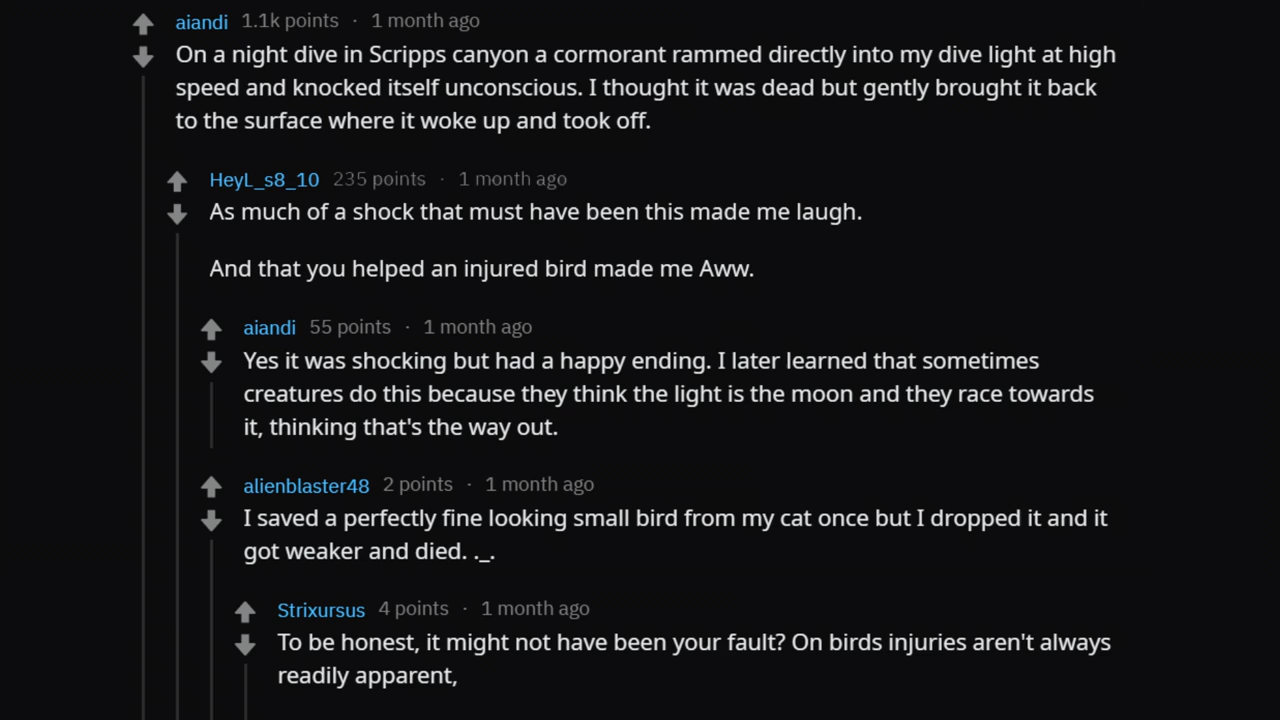 aiandi 1.1k points · 1 month ago
On a night dive in Scripps canyon a cormorant rammed directly into my dive light at high
speed and knocked itself unconscious. I thought it was dead but gently brought it back
to the surface where it woke up and took off.
HeyL_s8_10 235 points · 1 month ago
As much of a shock that must have been this made me laugh.
And that you helped an injured bird made me Aww.
aiandi 55 points · 1 month ago
Yes it was shocking but had a happy ending. I later learned that sometimes
creatures do this because they think the light is the moon and they race towards
it, thinking that's the way out.
alienblaster48 2 points · 1 month ago
I saved a perfectly fine looking small bird from my cat once but I dropped it and it
got weaker and died. ._.
Strixursus 4 points · 1 month ago
To be honest, it might not have been your fault? On birds injuries aren't always
readily apparent,